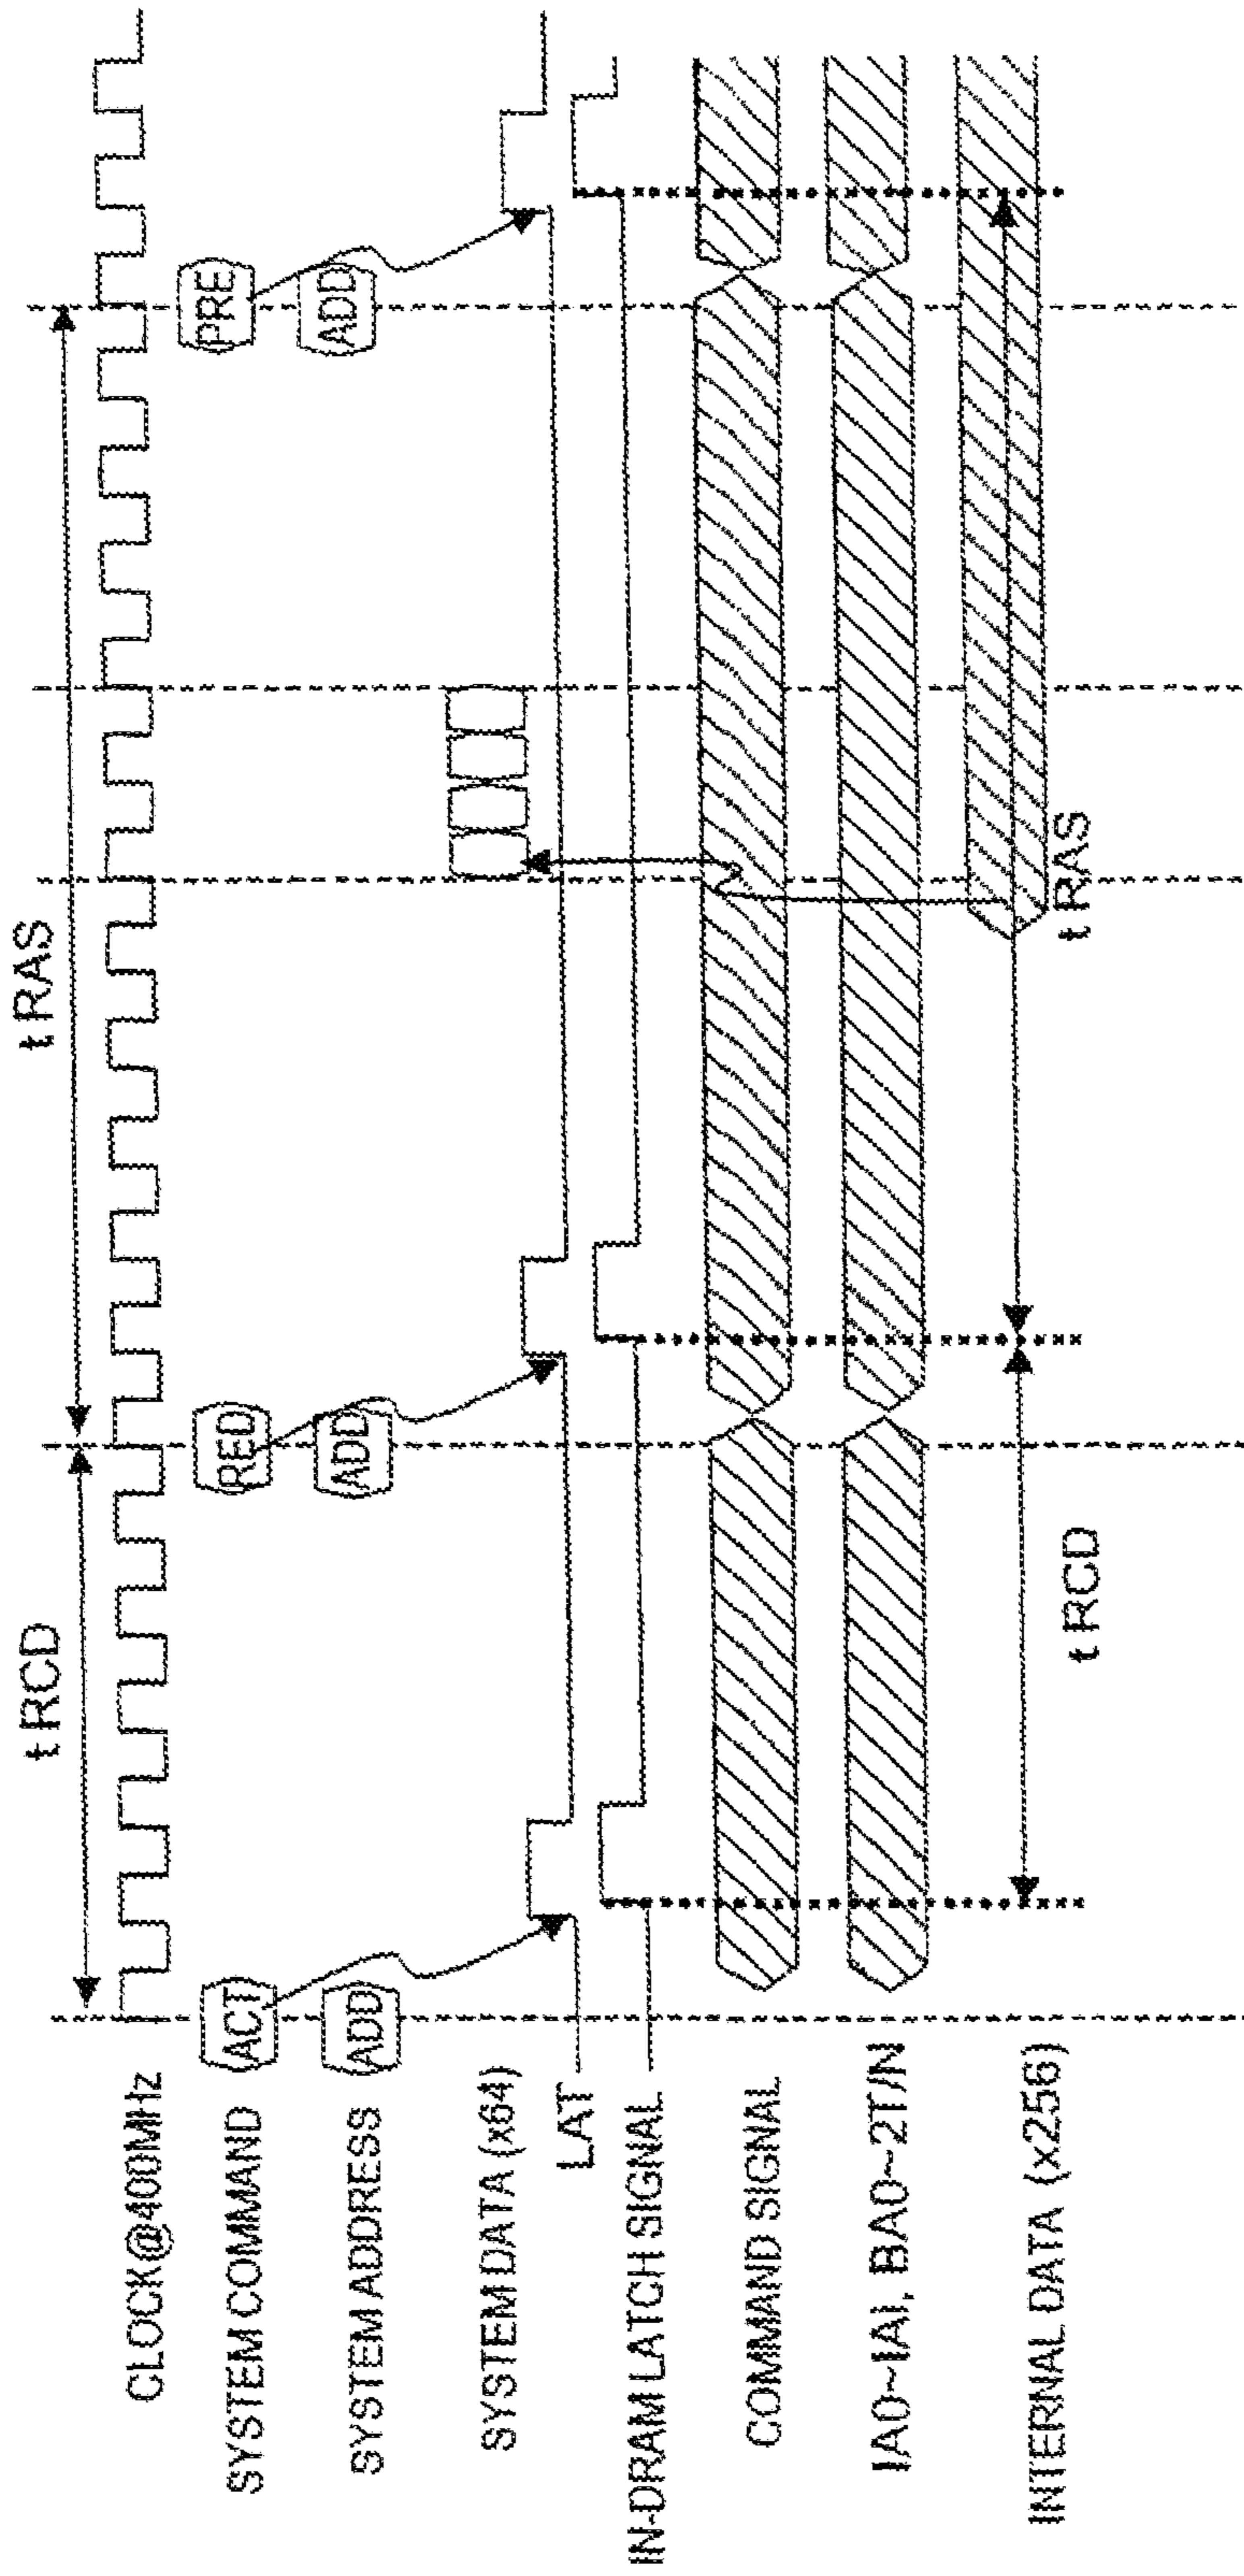 t RCD
t RAS
CLOCK@400MHz
SYSTEM COMMAND
ACT
RED
PRE
SYSTEM ADDRESS
ADD
ADD
ADD
SYSTEM DATA (x64)
LAT
IN-DRAM LATCH SIGNAL
COMMAND SIGNAL
IA0~IAI, BA0~2T/N
INTERNAL DATA (x256)
t RCD
t RAS